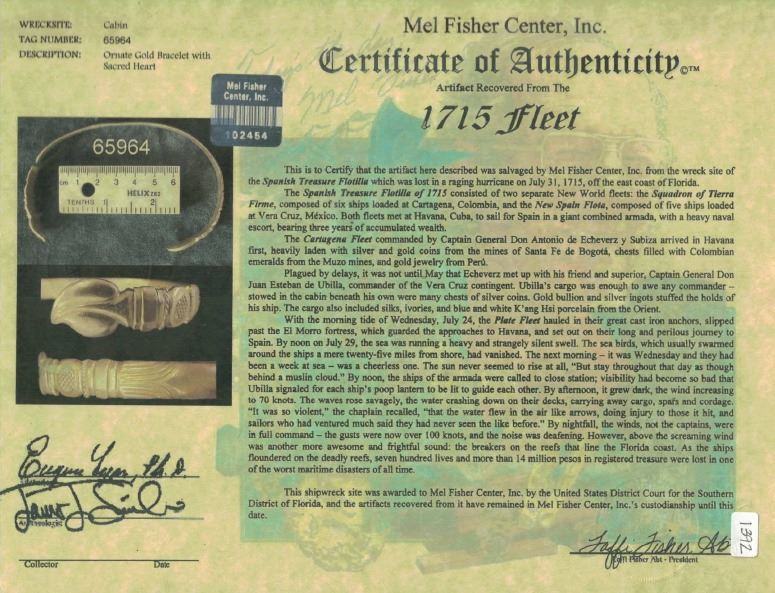 WRECKSITE: Cabin
TAG NUMBER: 65964
DESCRIPTION: Ornate Gold Bracelet with
Sacred Heart
Mel Fisher
Center, Inc.
102454
Mel Fisher Center, Inc.
Certificate of Authenticity ©™
Artifact Recovered From The
1715 Fleet
65964
cm 1 2 3 4 5 6
HELIX
TENTHS 1 2
This is to Certify that the artifact here described was salvaged by Mel Fisher Center, Inc. from the wreck site of
the Spanish Treasure Flotilla which was lost in a raging hurricane on July 31, 1715, off the east coast of Florida.
The Spanish Treasure Flotilla of 1715 consisted of two separate New World fleets: the Squadron of Tierra
Firme, composed of six ships loaded at Cartagena, Colombia, and the New Spain Flota, composed of five ships loaded
at Vera Cruz, México. Both fleets met at Havana, Cuba, to sail for Spain in a giant combined armada, with a heavy naval
escort, bearing three years of accumulated wealth.
The Cartagena Fleet commanded by Captain General Don Antonio de Echeverz y Subiza arrived in Havana
first, heavily laden with silver and gold coins from the mines of Santa Fe de Bogotá, chests filled with Colombian
emeralds from the Muzo mines, and gold jewelry from Perú.
Plagued by delays, it was not until May that Echeverz met up with his friend and superior, Captain General Don
Juan Esteban de Ubilla, commander of the Vera Cruz contingent. Ubilla's cargo was enough to awe any commander –
stowed in the cabin beneath his own were many chests of silver coins. Gold bullion and silver ingots stuffed the holds of
his ship. The cargo also included silks, ivories, and blue and white K'ang Hsi porcelain from the Orient.
With the morning tide of Wednesday, July 24, the Plate Fleet hauled in their great cast iron anchors, slipped
past the El Morro fortress, which guarded the approaches to Havana, and set out on their long and perilous journey to
Spain. By noon on July 29, the sea was running a heavy and strangely silent swell. The sea birds, which usually swarmed
around the ships a mere twenty-five miles from shore, had vanished. The next morning – it was Wednesday and they had
been a week at sea – was a cheerless one. The sun never seemed to rise at all, "But stay throughout that day as though
behind a muslin cloud." By noon, the ships of the armada were called to close station; visibility had become so bad that
Ubilla signaled for each ship's poop lantern to be lit to guide each other. By afternoon, it grew dark, the wind increasing
to 70 knots. The waves rose savagely, the water crashing down on their decks, carrying away cargo, spars and cordage.
"It was so violent," the chaplain recalled, "that the water flew in the air like arrows, doing injury to those it hit, and
sailors who had ventured much said they had never seen the like before." By nightfall, the winds, not the captains, were
in full command – the gusts were now over 100 knots, and the noise was deafening. However, above the screaming wind
was another more awesome and frightful sound: the breakers on the reefs that line the Florida coast. As the ships
floundered on the deadly reefs, seven hundred lives and more than 14 million pesos in registered treasure were lost in one
of the worst maritime disasters of all time.
This shipwreck site was awarded to Mel Fisher Center, Inc. by the United States District Court for the Southern
District of Florida, and the artifacts recovered from it have remained in Mel Fisher Center, Inc.'s custodianship until this
date.
Eugene Lyon, Ph.D.
Archaeologist
Collector Date
Taffi Fisher Abt
Taffi Fisher Abt - President
1392